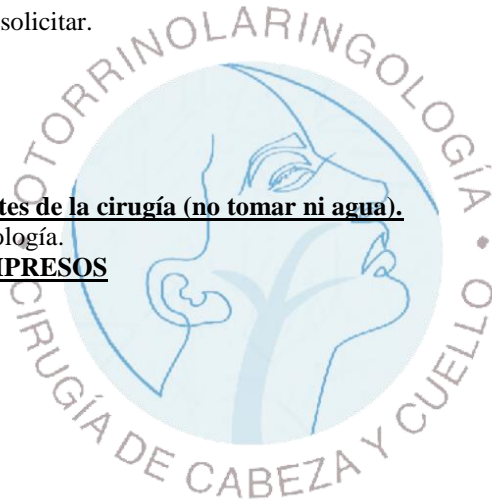 solicitar.
OTORRINOLARINGOLOGÍA • CIRUGÍA DE CABEZA Y CUELLO •
tes de la cirugía (no tomar ni agua).
ología.
IPRESOS